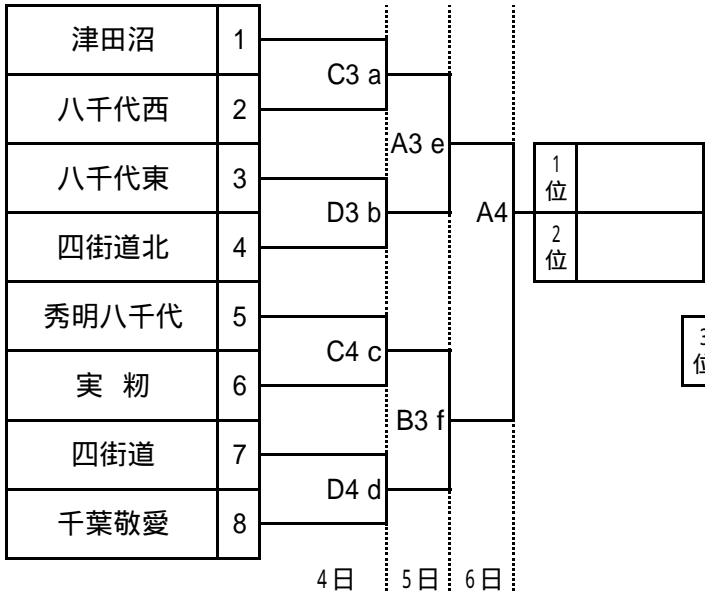 津田沼 1
八千代西 2
八千代東 3
四街道北 4
秀明八千代 5
実 籾 6
四街道 7
千葉敬愛 8
C3 a
D3 b
C4 c
D4 d
A3 e
B3 f
A4
1位
2位
3位
4日 5日 6日